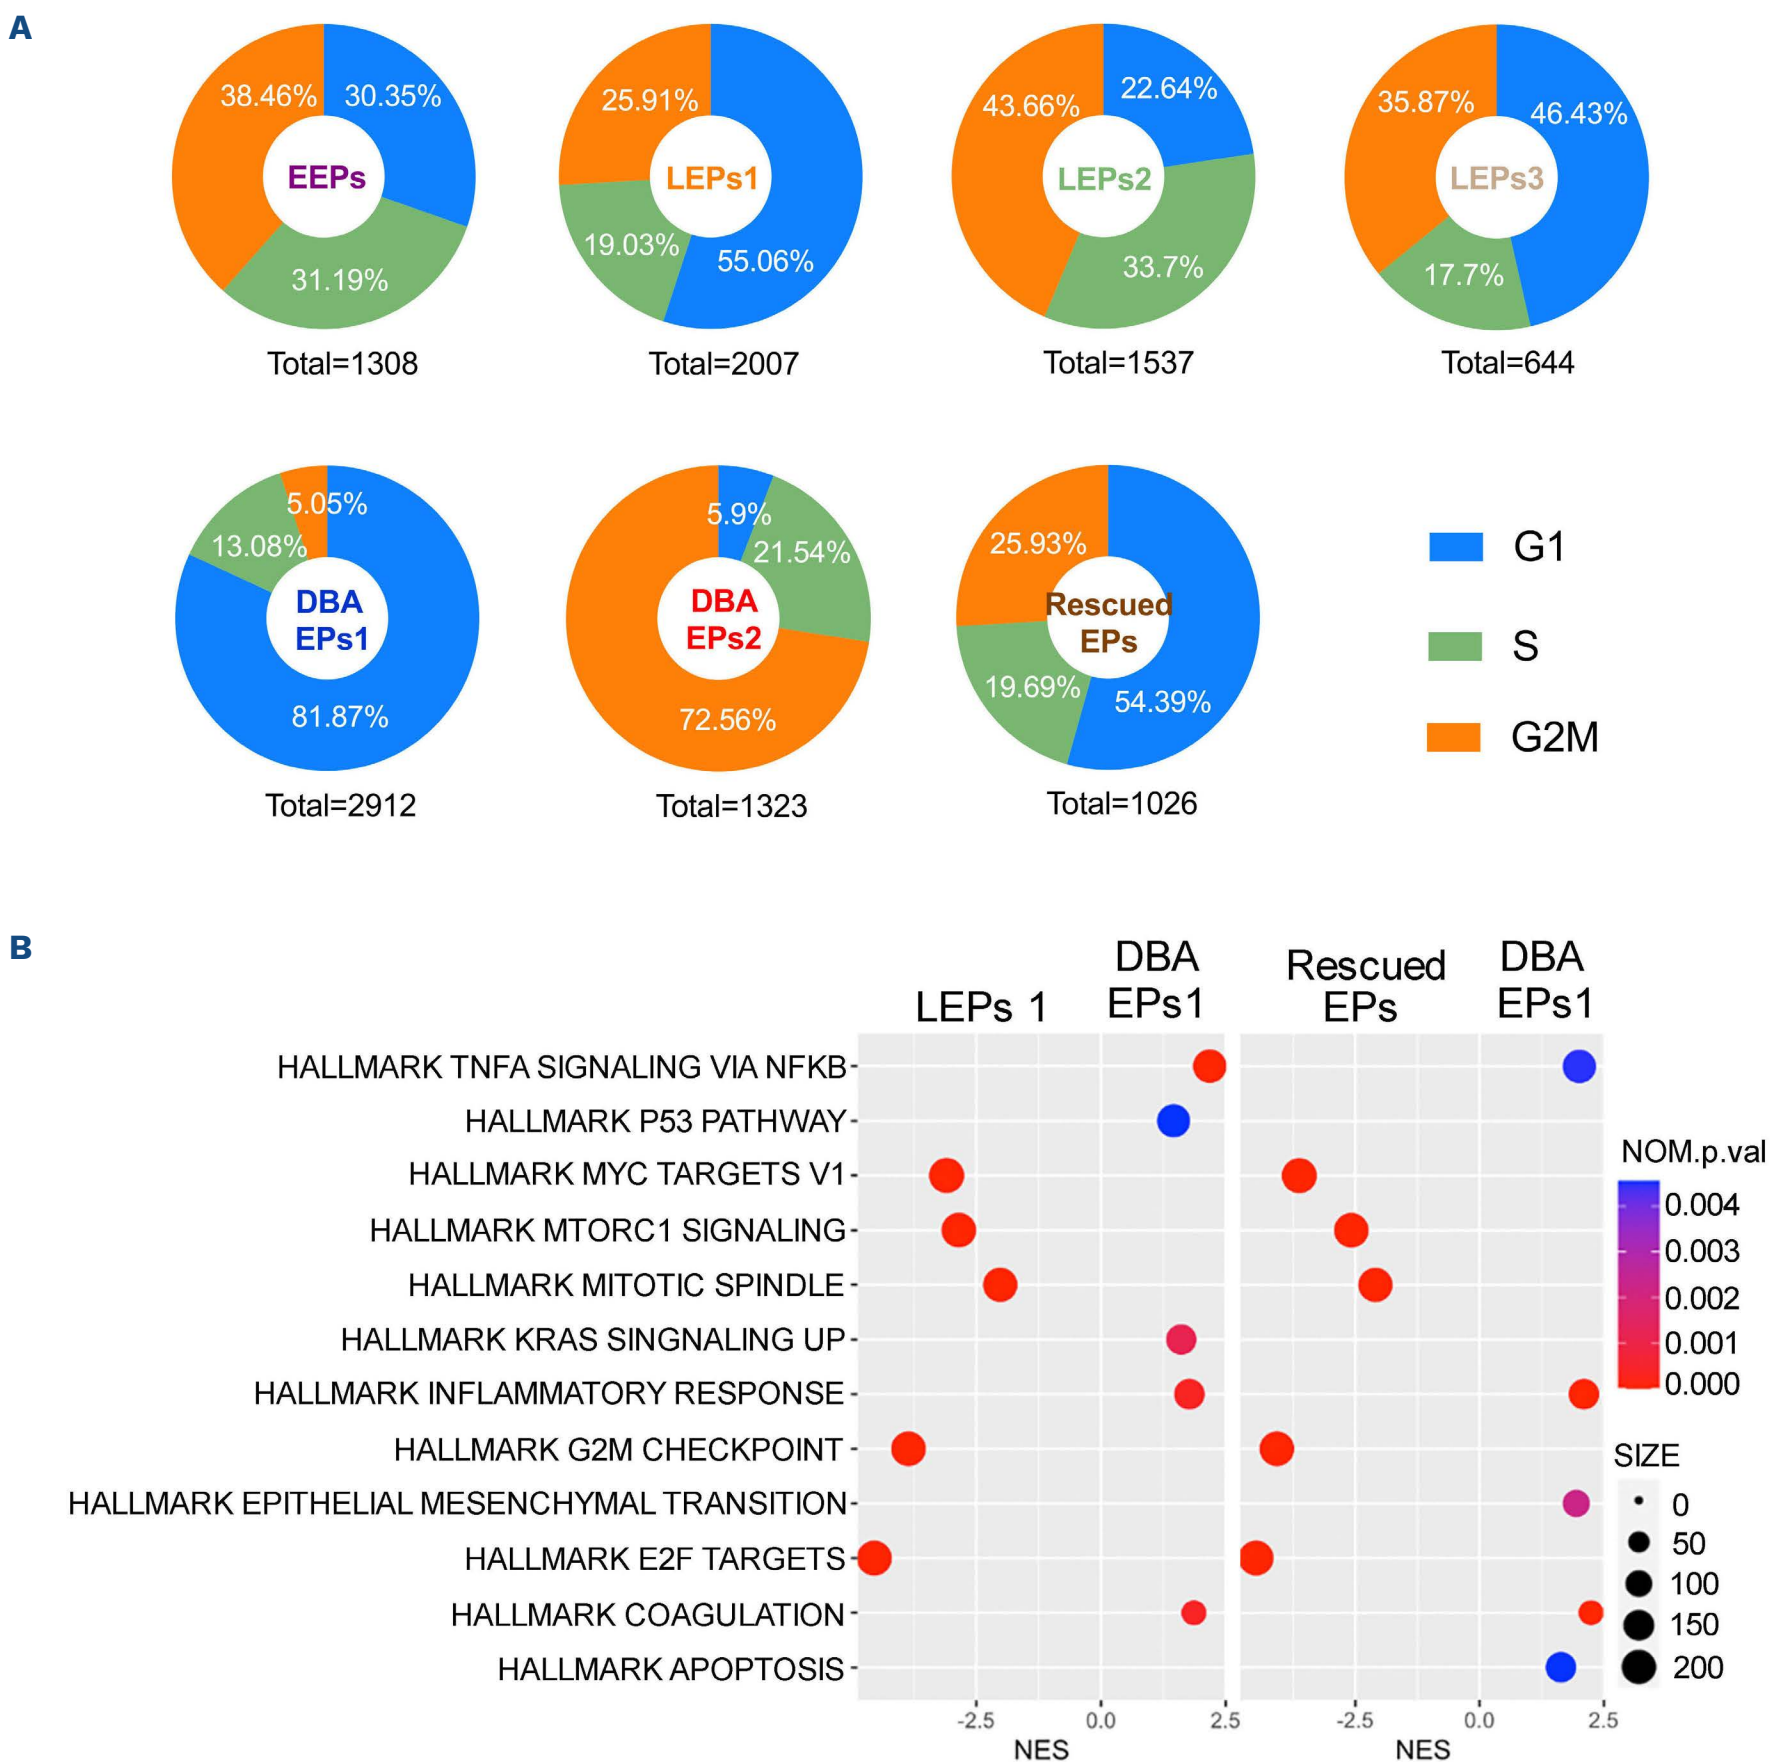 A
38.46% 30.35%
EEPs
31.19%
Total=1308
25.91%
LEPs1
19.03%
55.06%
Total=2007
43.66% 22.64%
LEPs2
33.7%
Total=1537
35.87% 46.43%
LEPs3
17.7%
Total=644
5.05%
13.08%
DBA
EPs1
81.87%
Total=2912
5.9%
21.54%
DBA
EPs2
72.56%
Total=1323
25.93%
Rescued
EPs
19.69% 54.39%
Total=1026
G1
S
G2M
B
LEPs 1
DBA
EPs1
Rescued
EPs
DBA
EPs1
HALLMARK TNFA SIGNALING VIA NFKB
HALLMARK P53 PATHWAY
HALLMARK MYC TARGETS V1
HALLMARK MTORC1 SIGNALING
HALLMARK MITOTIC SPINDLE
HALLMARK KRAS SINGNALING UP
HALLMARK INFLAMMATORY RESPONSE
HALLMARK G2M CHECKPOINT
HALLMARK EPITHELIAL MESENCHYMAL TRANSITION
HALLMARK E2F TARGETS
HALLMARK COAGULATION
HALLMARK APOPTOSIS
-2.5 0.0 2.5
NES
-2.5 0.0 2.5
NES
NOM.p.val
0.004
0.003
0.002
0.001
0.000
SIZE
0
50
100
150
200